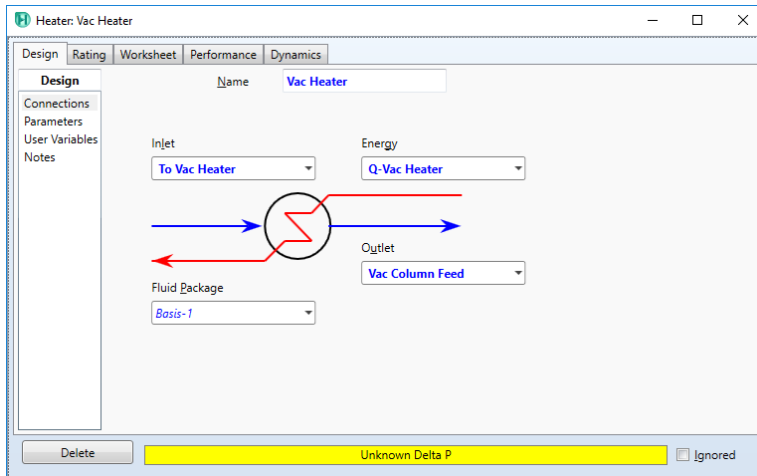 Heater: Vac Heater
Design Rating Worksheet Performance Dynamics
Design
Connections
Parameters
User Variables
Notes
Name Vac Heater
Inlet Energy
To Vac Heater Q-Vac Heater
Outlet
Vac Column Feed
Fluid Package
Basis-1
Delete Unknown Delta P Ignored